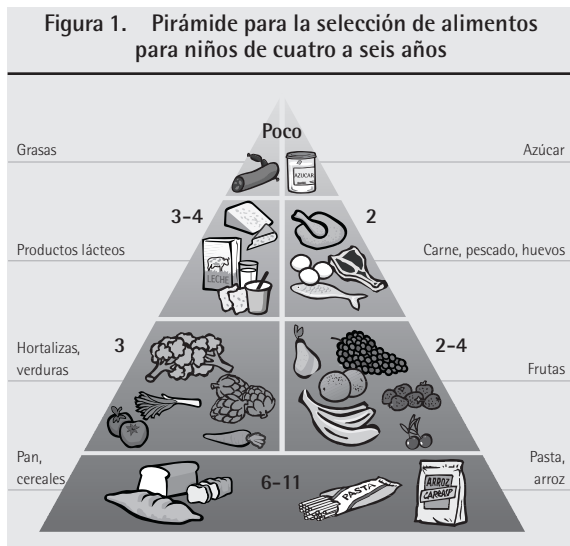 Figura 1. Pirámide para la selección de alimentos
para niños de cuatro a seis años
Poco
Grasas
Azúcar
AZUCAR
3-4
2
Productos lácteos
Carne, pescado, huevos
LECHE
Hortalizas,
verduras
3
2-4
Frutas
Pan,
cereales
6-11
Pasta,
arroz
PASTA
ARROZ